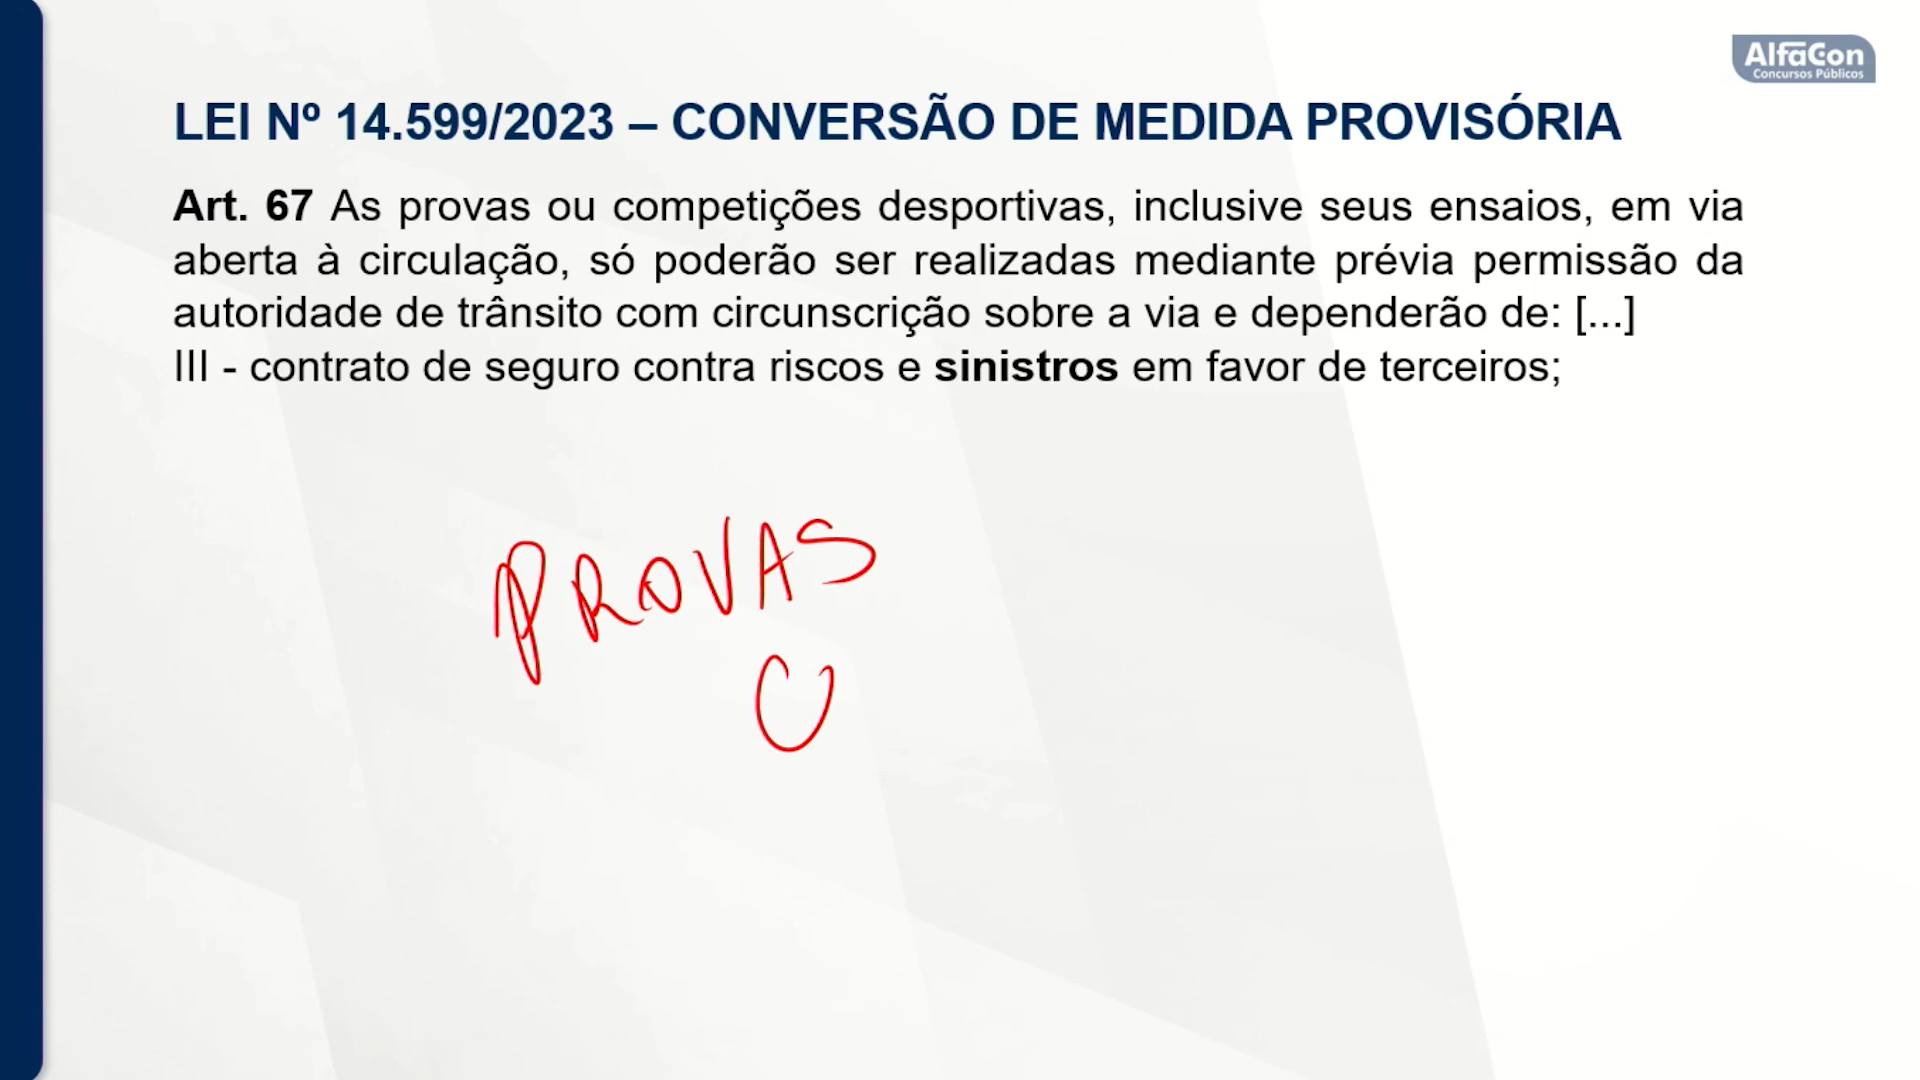 AlfaCon
Concursos Públicos
LEI Nº 14.599/2023 – CONVERSÃO DE MEDIDA PROVISÓRIA
Art. 67 As provas ou competições desportivas, inclusive seus ensaios, em via
aberta à circulação, só poderão ser realizadas mediante prévia permissão da
autoridade de trânsito com circunscrição sobre a via e dependerão de: [...]
III - contrato de seguro contra riscos e sinistros em favor de terceiros;
PROVAS